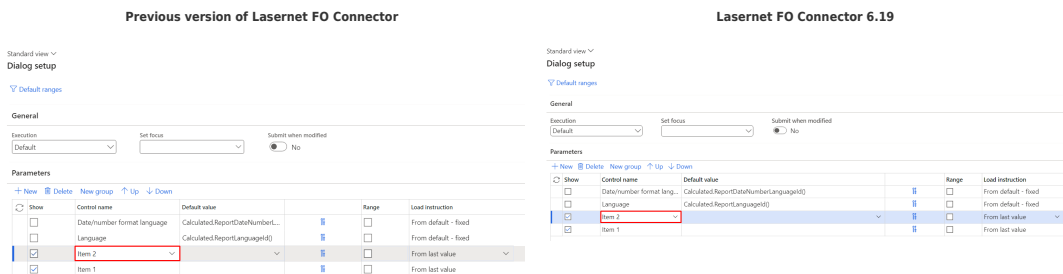 Previous version of Lasernet FO Connector
Standard view
Dialog setup
Default ranges
General
Execution Set focus Submit when modified
Default No
Parameters
New Delete New group Up Down
Show Control name Default value Range Load instruction
Date/number format language Calculated.ReportDateNumberL... From default - fixed
Language Calculated.ReportLanguageId() From default - fixed
Item 2 From last value
Item 1 From last value
Lasernet FO Connector 6.19
Standard view
Dialog setup
Default ranges
General
Execution Set focus Submit when modified
Default No
Parameters
New Delete New group Up Down
Show Control name Default value Range Load instruction
Date/number format lang... Calculated.ReportDateNumberLanguageId() From default - fixed
Language Calculated.ReportLanguageId() From default - fixed
Item 2 From last value
Item 1 From last value